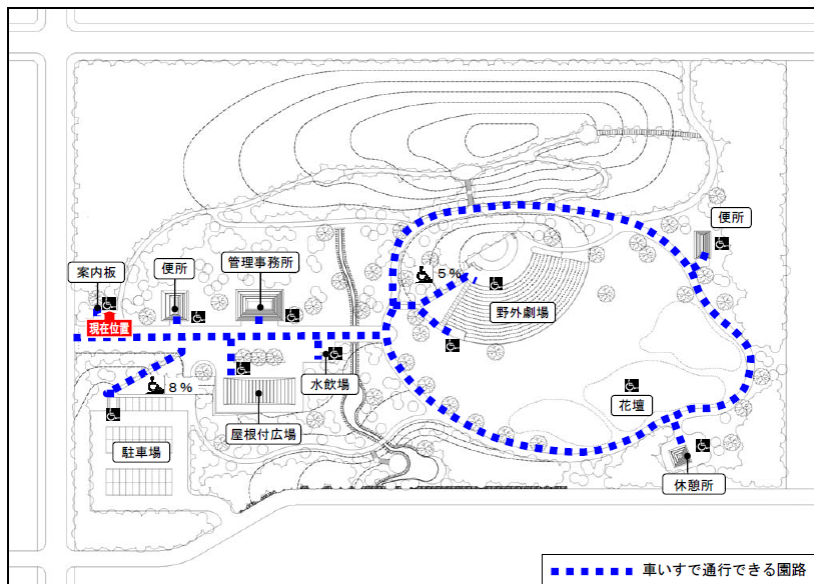 便所
案内板
便所
管理事務所
5%
野外劇場
現在位置
8%
水飲場
花壇
屋根付広場
駐車場
休憩所
車いすで通行できる園路